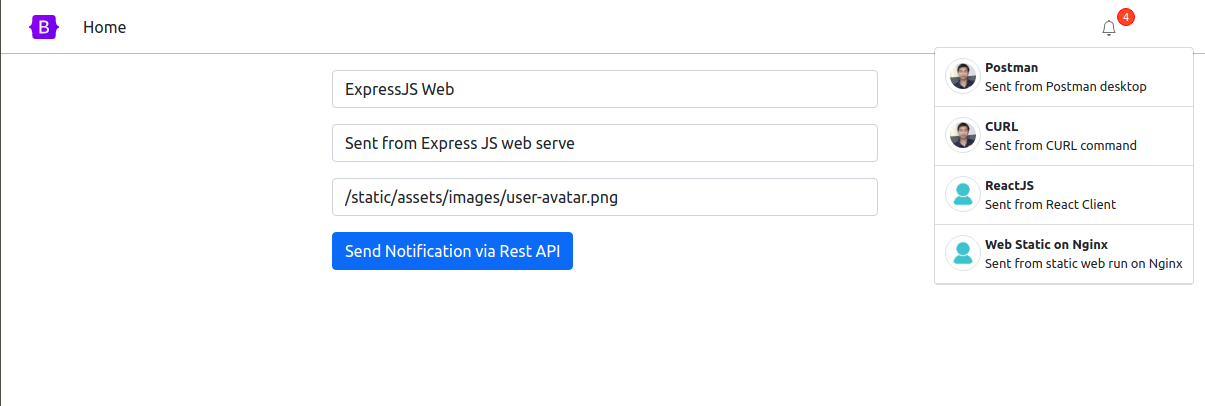 B Home
4
ExpressJS Web
Sent from Express JS web serve
/static/assets/images/user-avatar.png
Send Notification via Rest API
Postman
Sent from Postman desktop
CURL
Sent from CURL command
ReactJS
Sent from React Client
Web Static on Nginx
Sent from static web run on Nginx